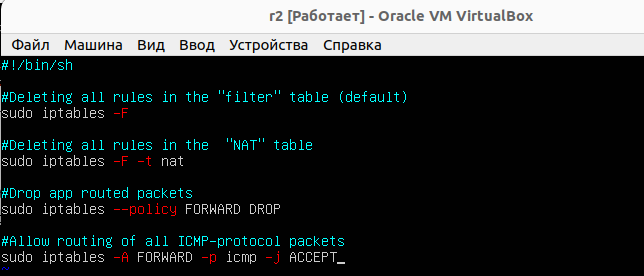 r2 [Работает] - Oracle VM VirtualBox
Файл Машина Вид Ввод Устройства Справка
#!/bin/sh
#Deleting all rules in the "filter" table (default)
sudo iptables -F
#Deleting all rules in the  "NAT" table
sudo iptables -F -t nat
#Drop app routed packets
sudo iptables --policy FORWARD DROP
#Allow routing of all ICMP-protocol packets
sudo iptables -A FORWARD -p icmp -j ACCEPT_